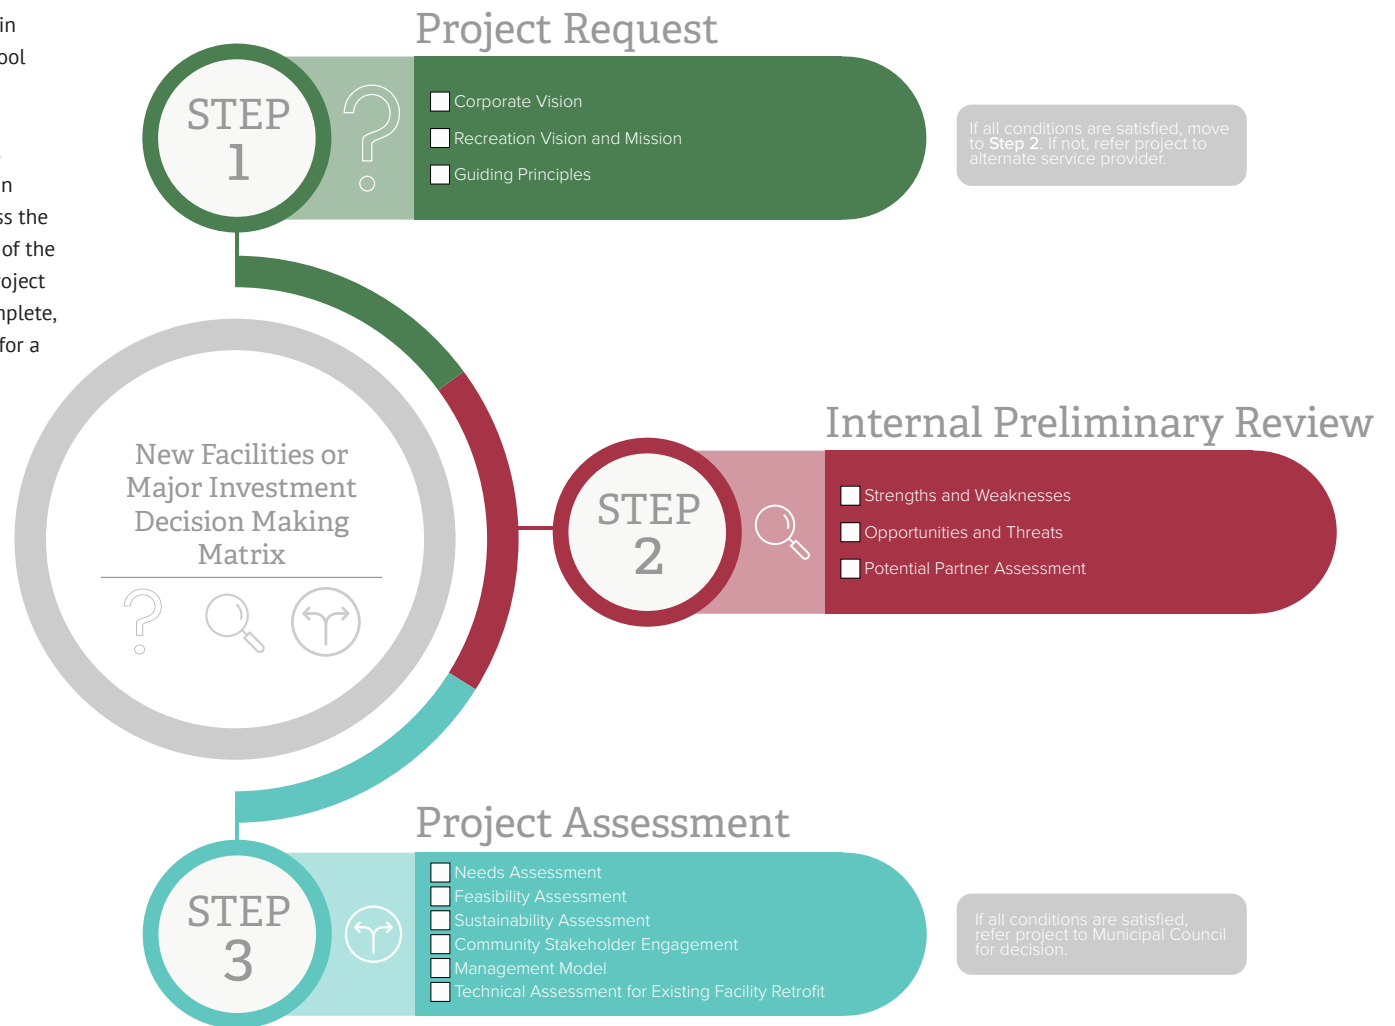 in
ool
n
ss the
of the
roject
mplete,
for a
Project Request
STEP
1
Corporate Vision
Recreation Vision and Mission
Guiding Principles
If all conditions are satisfied, move
to Step 2. If not, refer project to
alternate service provider.
New Facilities or
Major Investment
Decision Making
Matrix
Internal Preliminary Review
STEP
2
Strengths and Weaknesses
Opportunities and Threats
Potential Partner Assessment
Project Assessment
STEP
3
Needs Assessment
Feasibility Assessment
Sustainability Assessment
Community Stakeholder Engagement
Management Model
Technical Assessment for Existing Facility Retrofit
If all conditions are satisfied,
refer project to Municipal Council
for decision.